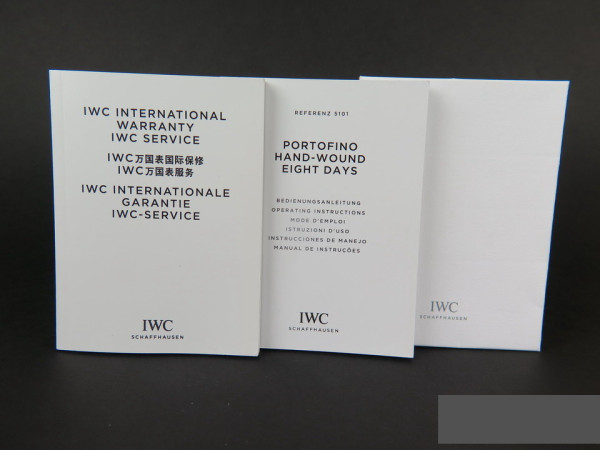 IWC INTERNATIONAL
WARRANTY
IWC SERVICE
IWC万国表国际保修
IWC万国表服务
IWC INTERNATIONALE
GARANTIE
IWC-SERVICE
IWC
SCHAFFHAUSEN
REFERENZ 5101
PORTOFINO
HAND-WOUND
EIGHT DAYS
BEDIENUNGSANLEITUNG
OPERATING INSTRUCTIONS
MODE D'EMPLOI
ISTRUZIONI D'USO
INSTRUCCIONES DE MANEJO
MANUAL DE INSTRUÇÕES
IWC
SCHAFFHAUSEN
IWC
SCHAFFHAUSEN